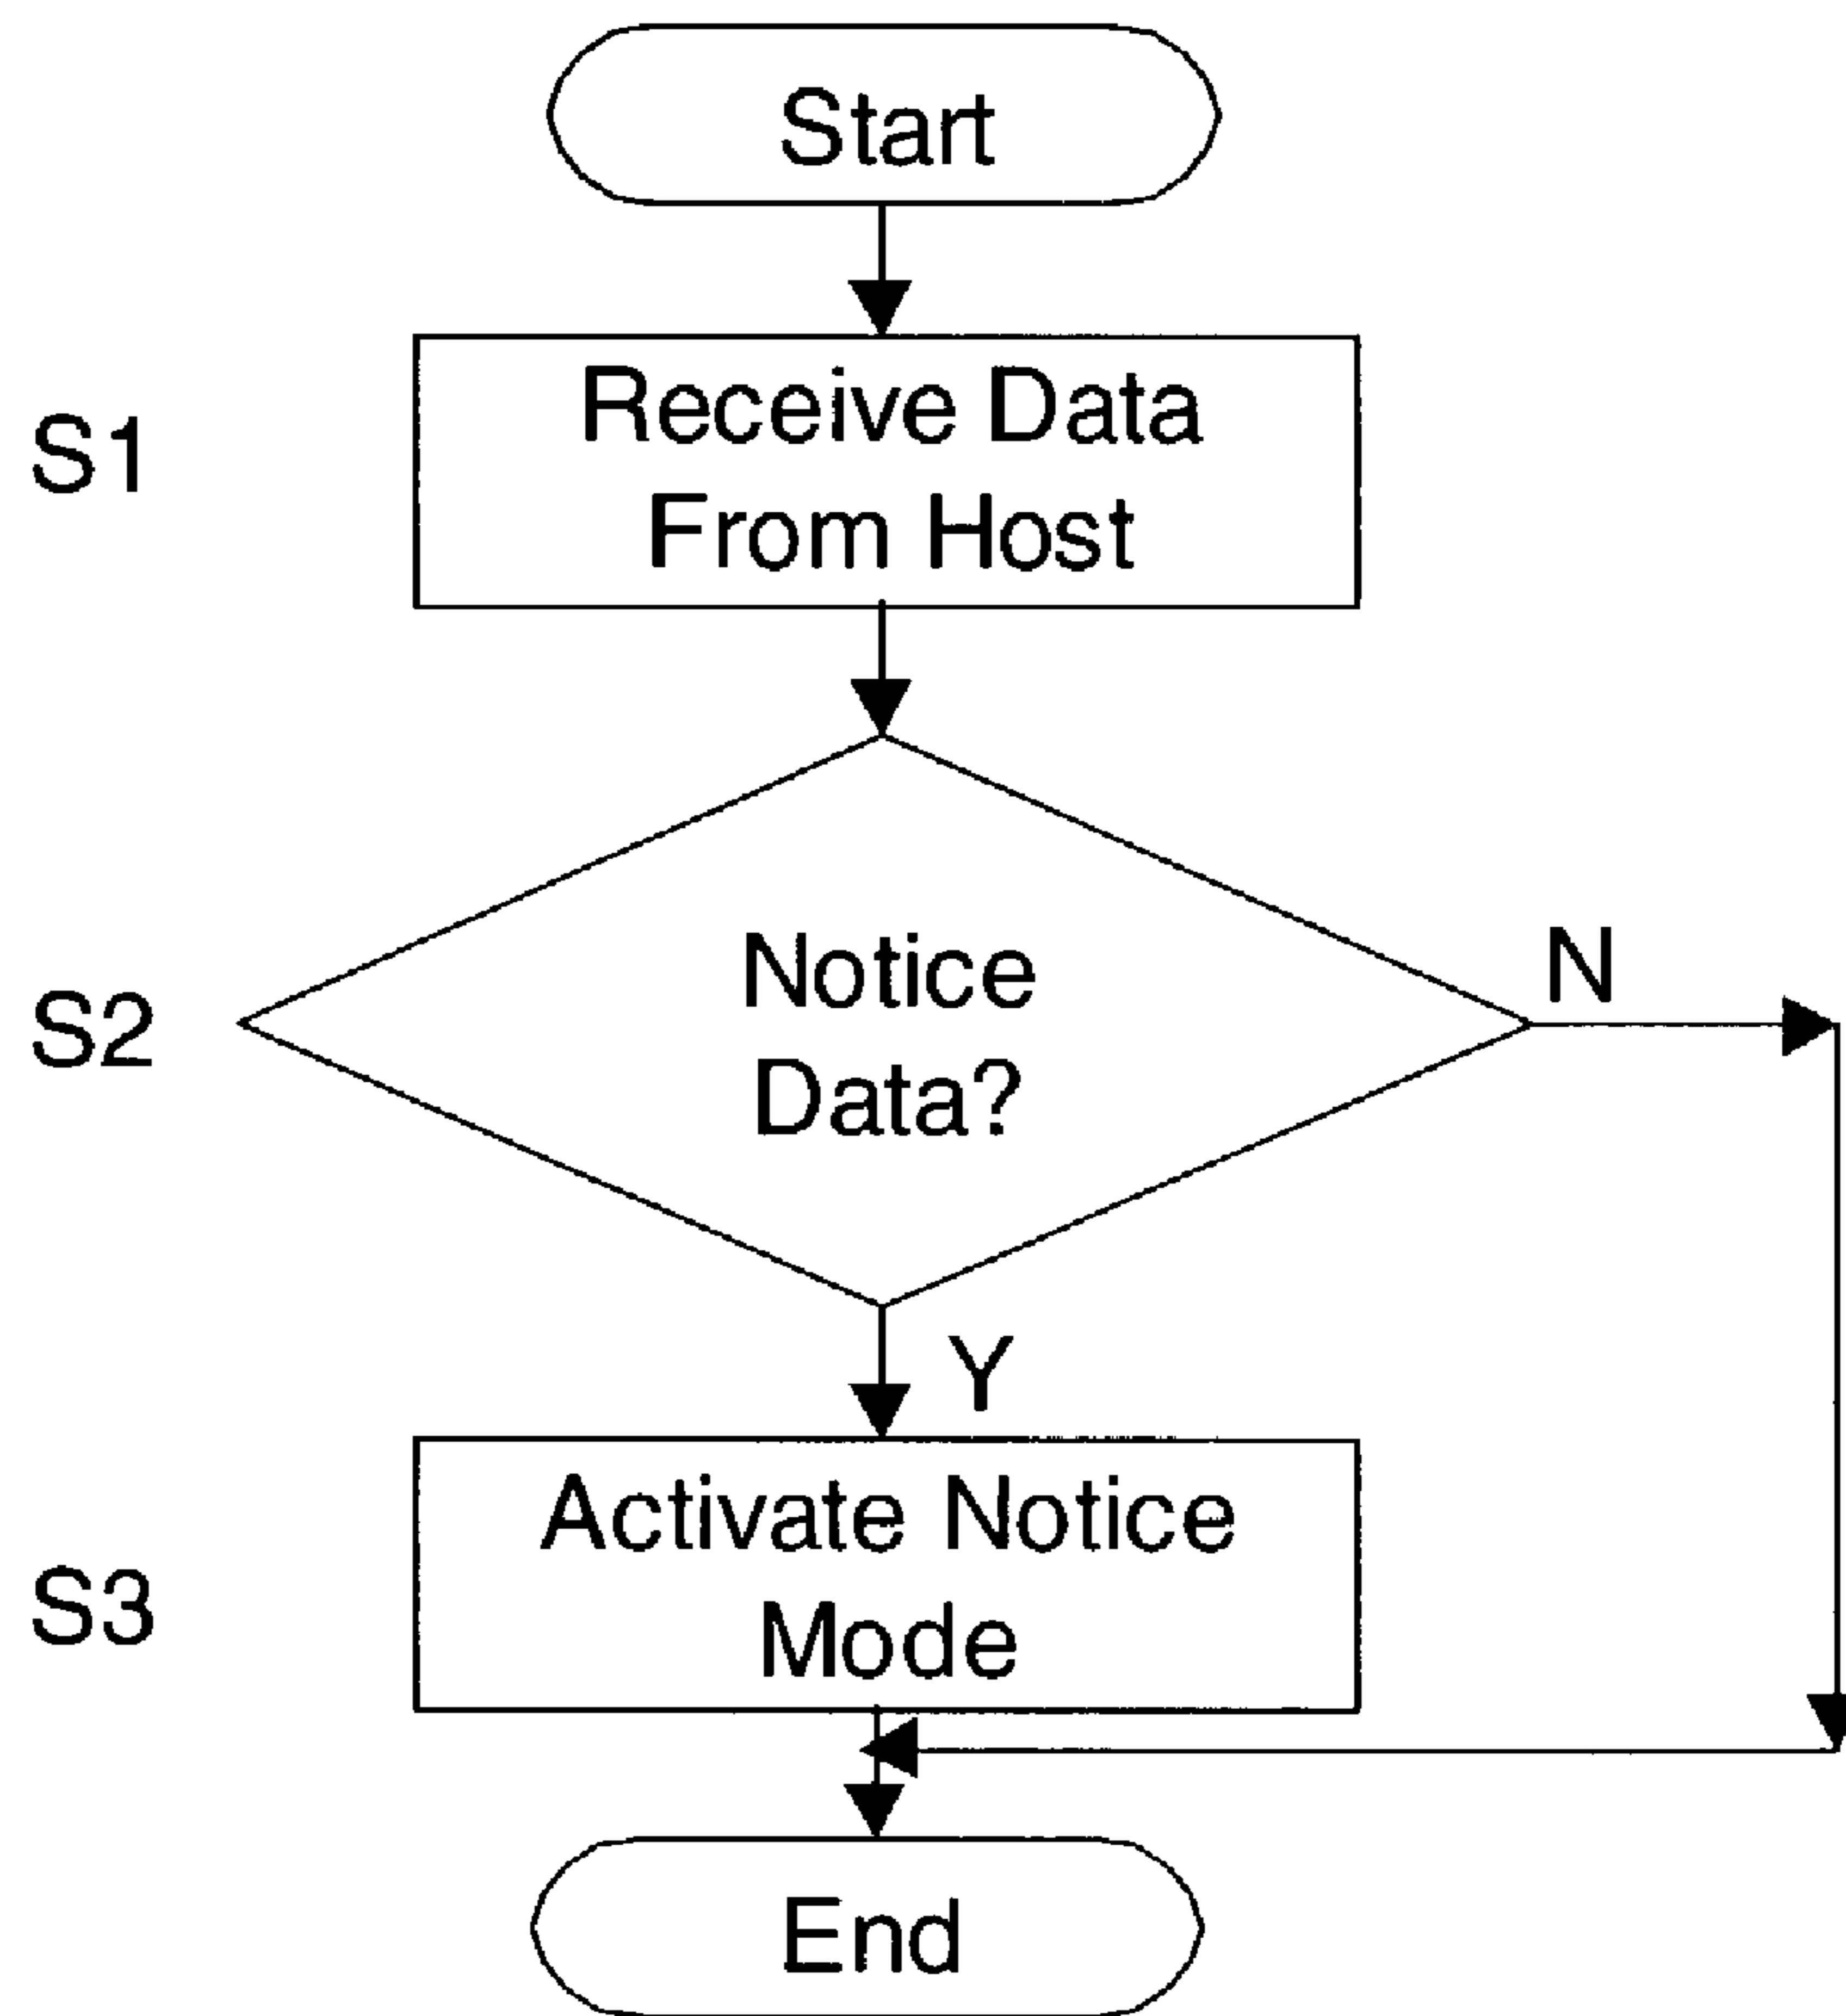 Start
S1
Receive Data
From Host
S2
Notice
Data?
N
Y
S3
Activate Notice
Mode
End